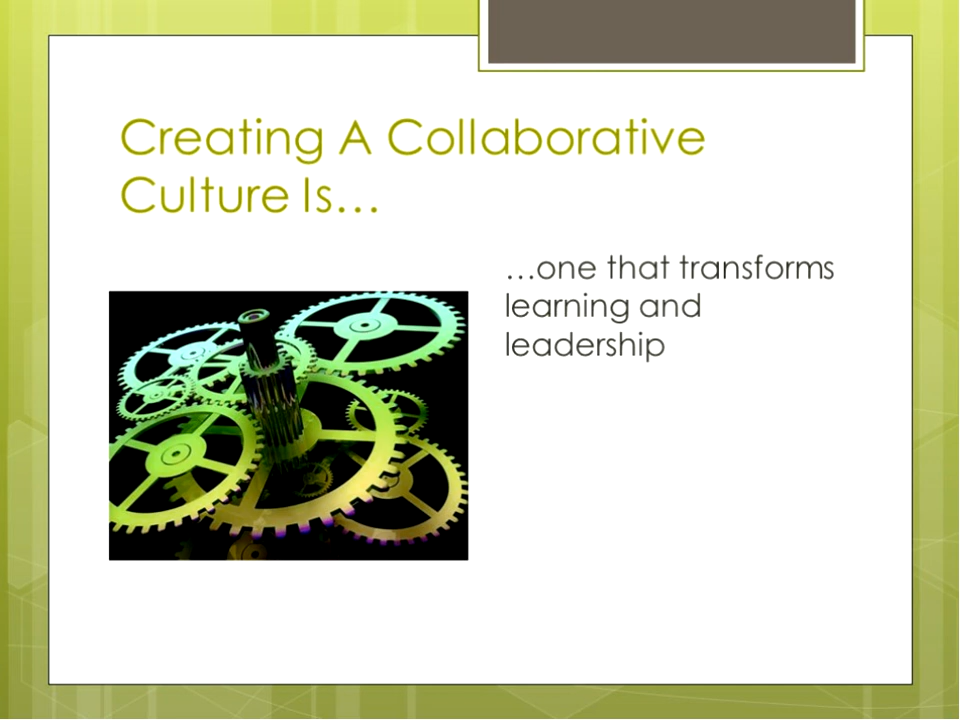 Creating A Collaborative
Culture Is…
…one that transforms
learning and
leadership